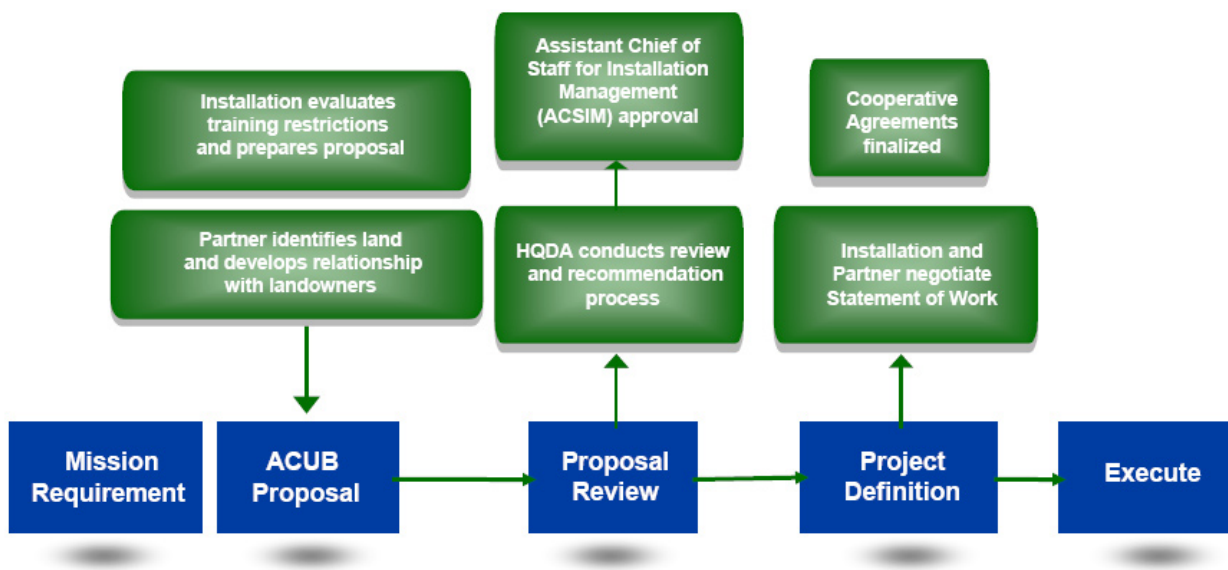 Assistant Chief of
Staff for Installation
Management
(ACSIM) approval
Installation evaluates
training restrictions
and prepares proposal
Cooperative
Agreements
finalized
Partner identifies land
and develops relationship
with landowners
HQDA conducts review
and recommendation
process
Installation and
Partner negotiate
Statement of Work
Mission
Requirement
ACUB
Proposal
Proposal
Review
Project
Definition
Execute